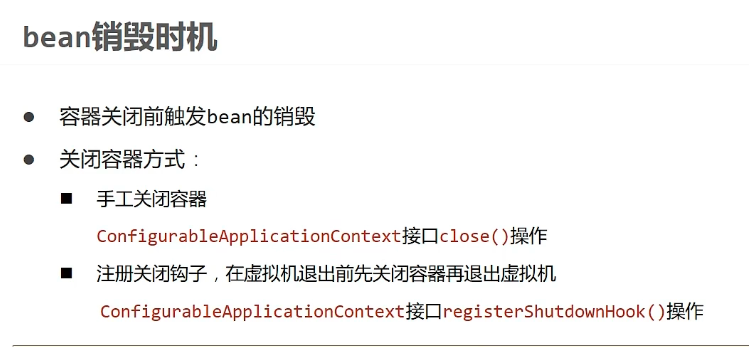 bean销毁时机
容器关闭前触发bean的销毁
关闭容器方式：
手工关闭容器
ConfigurableApplicationContext接口close()操作
注册关闭钩子，在虚拟机退出前先关闭容器再退出虚拟机
ConfigurableApplicationContext接口registerShutdownHook()操作